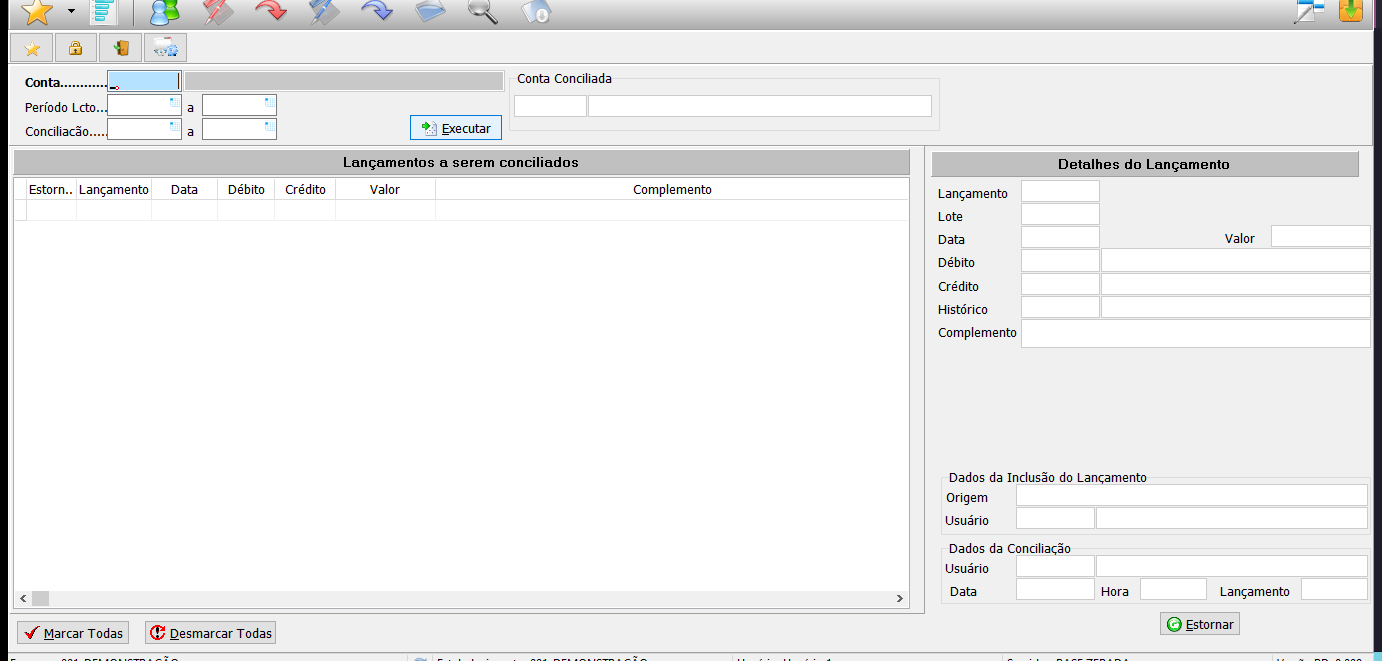 Conta............
Conta Conciliada
Período Lcto...
a
Conciliacão.....
a
Executar
Lançamentos a serem conciliados
Estorn.. Lançamento Data Débito Crédito Valor Complemento
Detalhes do Lançamento
Lançamento
Lote
Data
Valor
Débito
Crédito
Histórico
Complemento
Dados da Inclusão do Lançamento
Origem
Usuário
Dados da Conciliação
Usuário
Data
Hora
Lançamento
Marcar Todas
Desmarcar Todas
Estornar